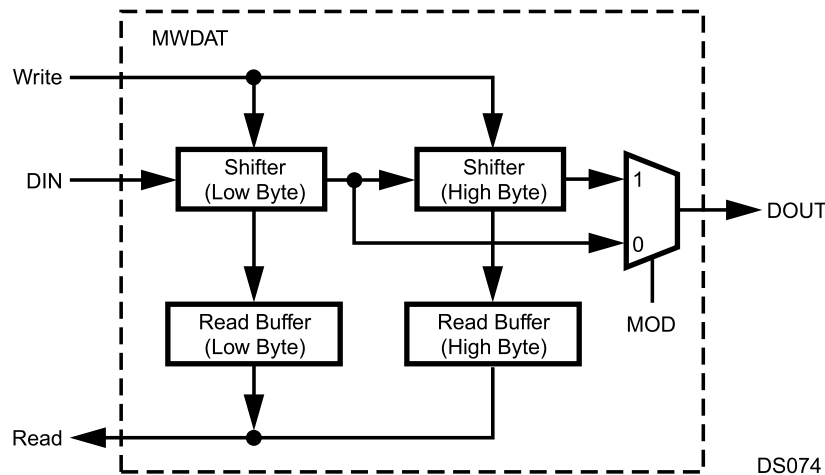 MWDAT
Write
DIN
Shifter
(Low Byte)
Shifter
(High Byte)
1
0
DOUT
MOD
Read Buffer
(Low Byte)
Read Buffer
(High Byte)
Read
DS074